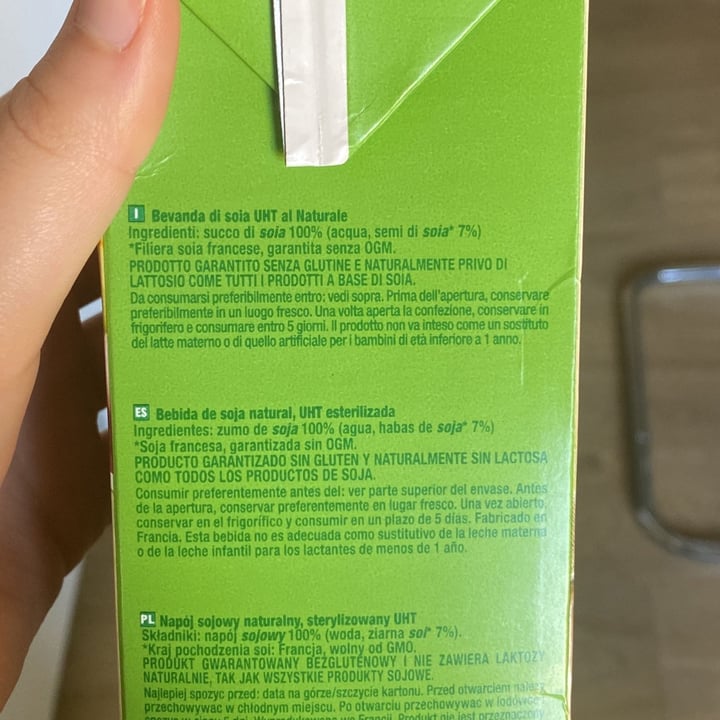 I Bevanda di soia UHT al Naturale
Ingredienti: succo di soia 100% (acqua, semi di soia* 7%)
*Filiera soia francese, garantita senza OGM.
PRODOTTO GARANTITO SENZA GLUTINE E NATURALMENTE PRIVO DI
LATTOSIO COME TUTTI I PRODOTTI A BASE DI SOIA.
Da consumarsi preferibilmente entro: vedi sopra. Prima dell'apertura, conservare
preferibilmente in un luogo fresco. Una volta aperta la confezione, conservare in
frigorifero e consumare entro 5 giorni. Il prodotto non va inteso come un sostituto
del latte materno o di quello artificiale per i bambini di età inferiore a 1 anno.
ES Bebida de soja natural, UHT esterilizada
Ingredientes: zumo de soja 100% (agua, habas de soja* 7%)
*Soja francesa, garantizada sin OGM.
PRODUCTO GARANTIZADO SIN GLUTEN Y NATURALMENTE SIN LACTOSA
COMO TODOS LOS PRODUCTOS DE SOJA.
Consumir preferentemente antes del: ver parte superior del envase. Antes
de la apertura, conservar preferentemente en lugar fresco. Una vez abierto,
conservar en el frigorífico y consumir en un plazo de 5 días. Fabricado en
Francia. Esta bebida no es adecuada como sustitutivo de la leche materna
o de la leche infantil para los lactantes de menos de 1 año.
PL Napój sojowy naturalny, sterylizowany UHT
Składniki: napój sojowy 100% (woda, ziarna soi* 7%).
*Kraj pochodzenia soi: Francja, wolny od GMO.
PRODUKT GWARANTOWANY BEZGLUTENOWY I NIE ZAWIERA LAKTOZY
NATURALNIE, TAK JAK WSZYSTKIE PRODUKTY SOJOWE.
Najlepiej spożyc przed: data na górze/szczycie kartonu. Przed otwarciem należy
przechowywać w chłodnym miejscu. Po otwarciu przechowywac w lodówce
5 dni. Wyprodukowano we Francji. Produkt nie jest przeznaczony